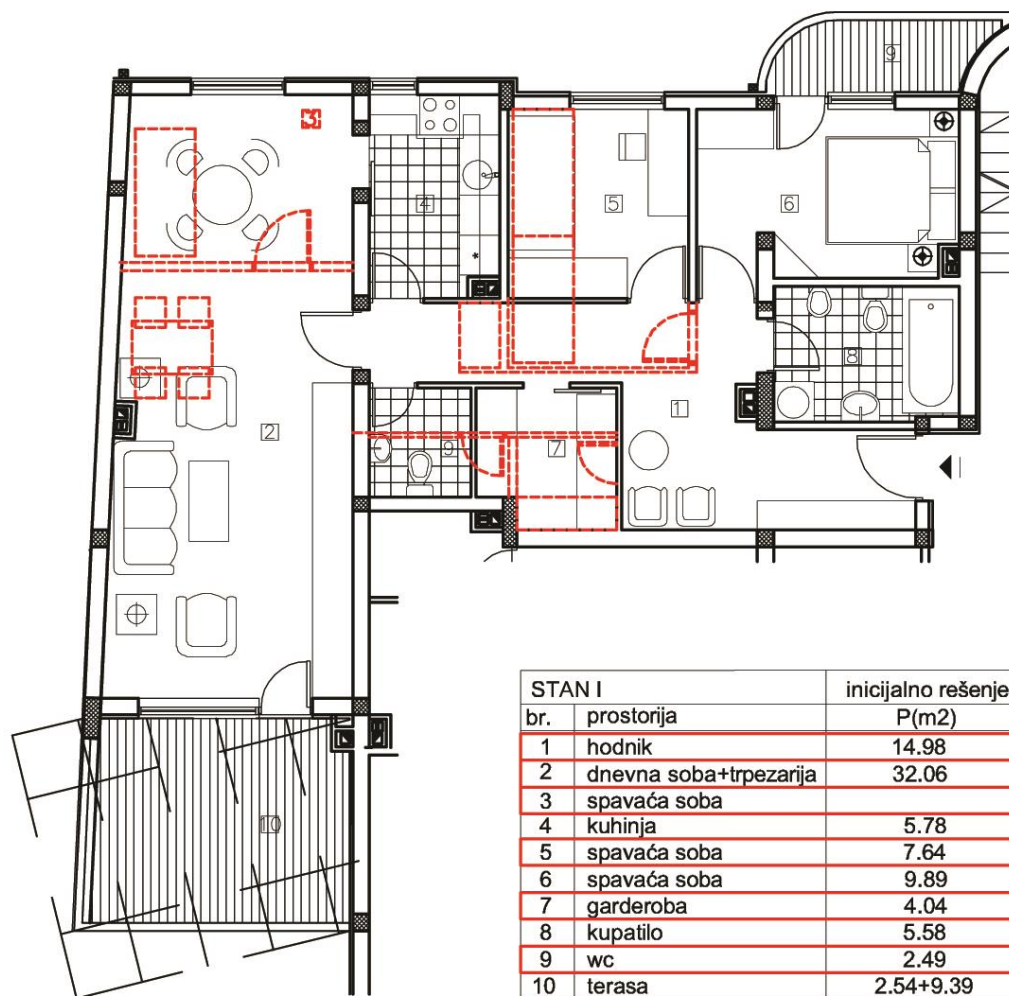 9
3
4
5
6
8
1
2
9
7
I
10
STAN I inicijalno rešenje
br. prostorija P(m2)
1 hodnik 14.98
2 dnevna soba+trpezarija 32.06
3 spavaća soba
4 kuhinja 5.78
5 spavaća soba 7.64
6 spavaća soba 9.89
7 garderoba 4.04
8 kupatilo 5.58
9 wc 2.49
10 terasa 2.54+9.39